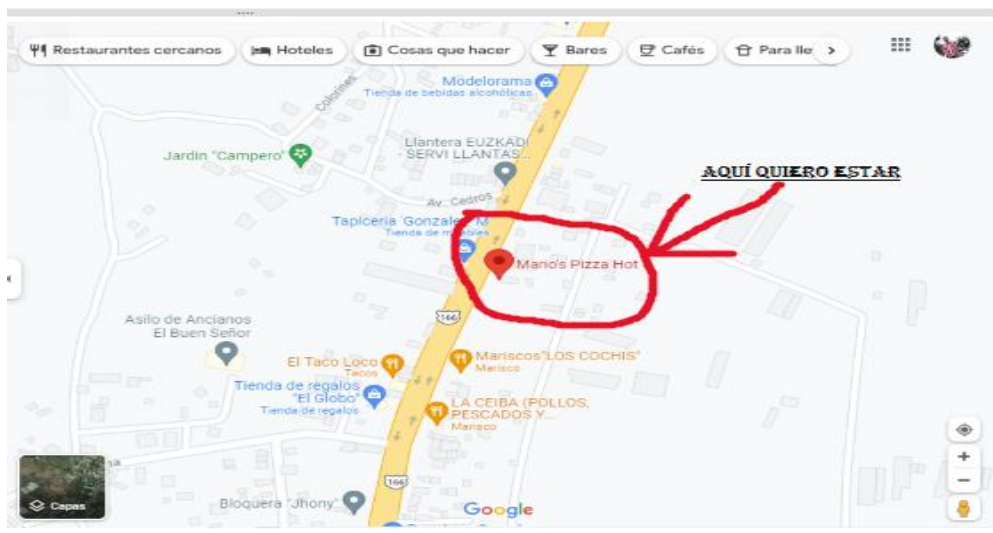 Restaurantes cercanos
Hoteles
Cosas que hacer
Bares
Cafés
Para lle
Colorines
Modelorama
Tienda de bebidas alcohólicas
Llantera EUZKADI
- SERVI LLANTAS...
Jardin "Campero"
AQUÍ QUIERO ESTAR
Av. Cedros
Tapiceria Gonzalez M
Tienda de muebles
Mario's Pizza Hot
166
Asilo de Ancianos
El Buen Señor
El Taco Loco
Tacos
Mariscos"LOS COCHIS"
Marisco
Tienda de regalos
"El Globo"
Tienda de regalos
LA CEIBA (POLLOS,
PESCADOS Y...
Marisco
166
Capas
Bloquera "Jhony"
Google